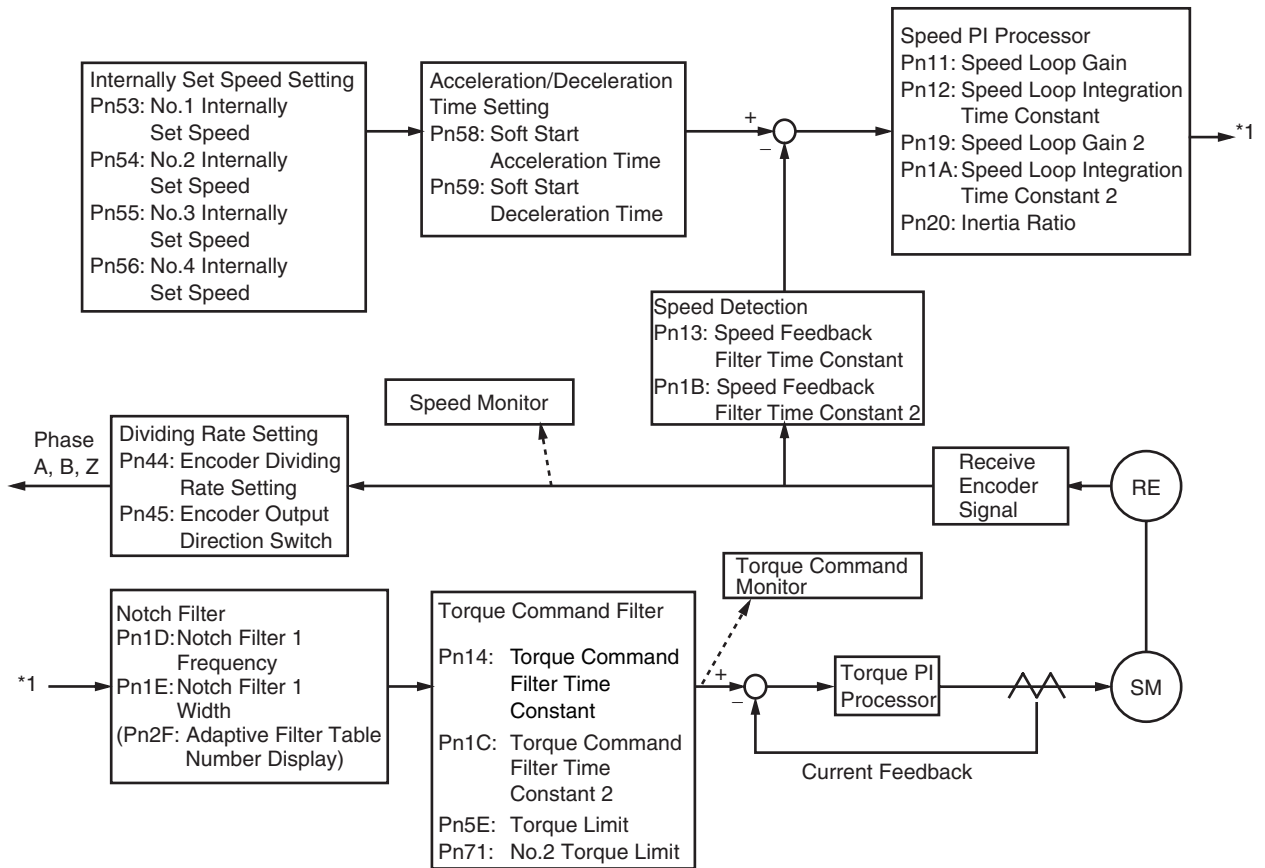 Internally Set Speed Setting
Pn53: No.1 Internally
Set Speed
Pn54: No.2 Internally
Set Speed
Pn55: No.3 Internally
Set Speed
Pn56: No.4 Internally
Set Speed
Acceleration/Deceleration
Time Setting
Pn58: Soft Start
Acceleration Time
Pn59: Soft Start
Deceleration Time
+
−
Speed PI Processor
Pn11: Speed Loop Gain
Pn12: Speed Loop Integration
Time Constant
Pn19: Speed Loop Gain 2
Pn1A: Speed Loop Integration
Time Constant 2
Pn20: Inertia Ratio
*1
Speed Detection
Pn13: Speed Feedback
Filter Time Constant
Pn1B: Speed Feedback
Filter Time Constant 2
Speed Monitor
Phase
A, B, Z
Dividing Rate Setting
Pn44: Encoder Dividing
Rate Setting
Pn45: Encoder Output
Direction Switch
Receive
Encoder
Signal
RE
*1
Notch Filter
Pn1D: Notch Filter 1
Frequency
Pn1E: Notch Filter 1
Width
(Pn2F: Adaptive Filter Table
Number Display)
Torque Command Filter
Pn14: Torque Command
Filter Time
Constant
Pn1C: Torque Command
Filter Time
Constant 2
Pn5E: Torque Limit
Pn71: No.2 Torque Limit
Torque Command
Monitor
+
−
Torque PI
Processor
SM
Current Feedback